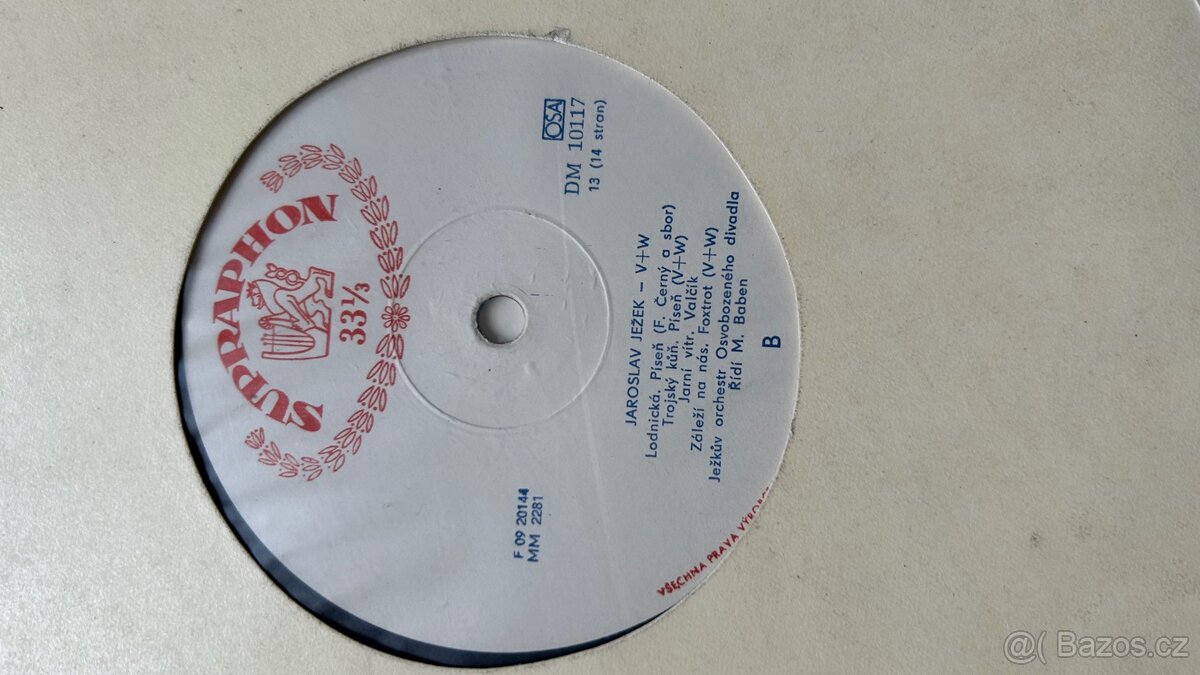 SUPRAPHON
33⅓
OSA
DM 10117
13 (14 stran)
F 09 20144
MM 2281
JAROSLAV JEŽEK – V+W
Lodnická. Píseň (F. Černý a sbor)
Trojský kůň. Píseň (V+W)
Jarní vítr. Valčík
Záleží na nás. Foxtrot (V+W)
Ježkův orchestr Osvobozeného divadla
Řídí M. Baben
B
VŠECHNA PRÁVA
@( Bazos.cz